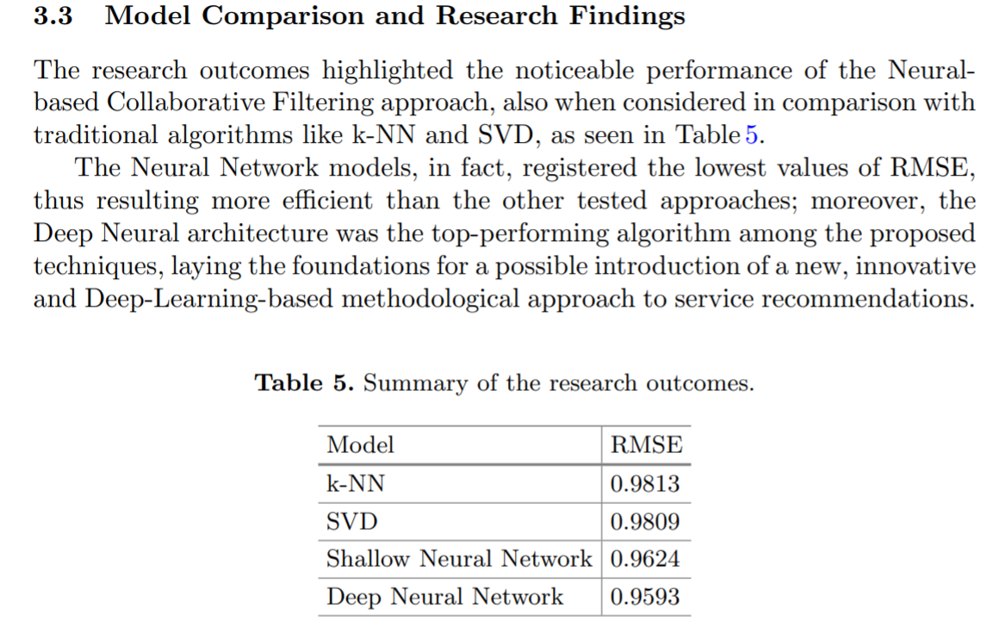 3.3 Model Comparison and Research Findings
The research outcomes highlighted the noticeable performance of the Neural-
based Collaborative Filtering approach, also when considered in comparison with
traditional algorithms like k-NN and SVD, as seen in Table 5.
The Neural Network models, in fact, registered the lowest values of RMSE,
thus resulting more efficient than the other tested approaches; moreover, the
Deep Neural architecture was the top-performing algorithm among the proposed
techniques, laying the foundations for a possible introduction of a new, innovative
and Deep-Learning-based methodological approach to service recommendations.
Table 5. Summary of the research outcomes.
Model RMSE
k-NN 0.9813
SVD 0.9809
Shallow Neural Network 0.9624
Deep Neural Network 0.9593